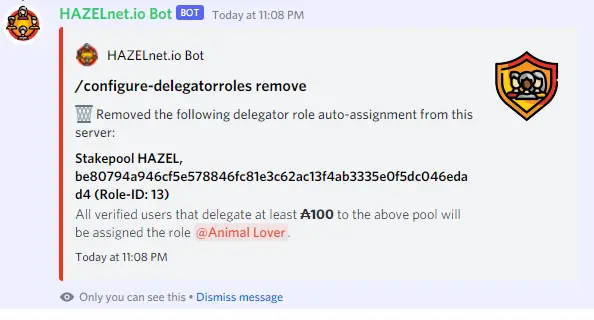 HAZELnet.io Bot BOT Today at 11:08 PM
HAZELnet.io Bot
/configure-delegatorroles remove
Removed the following delegator role auto-assignment from this
server:
Stakepool HAZEL,
be80794a946cf5e578846fc81e3c62ac13f4ab3335e0f5dc046eda
d4 (Role-ID: 13)
All verified users that delegate at least ₳100 to the above pool will
be assigned the role @Animal Lover.
Today at 11:08 PM
Only you can see this • Dismiss message